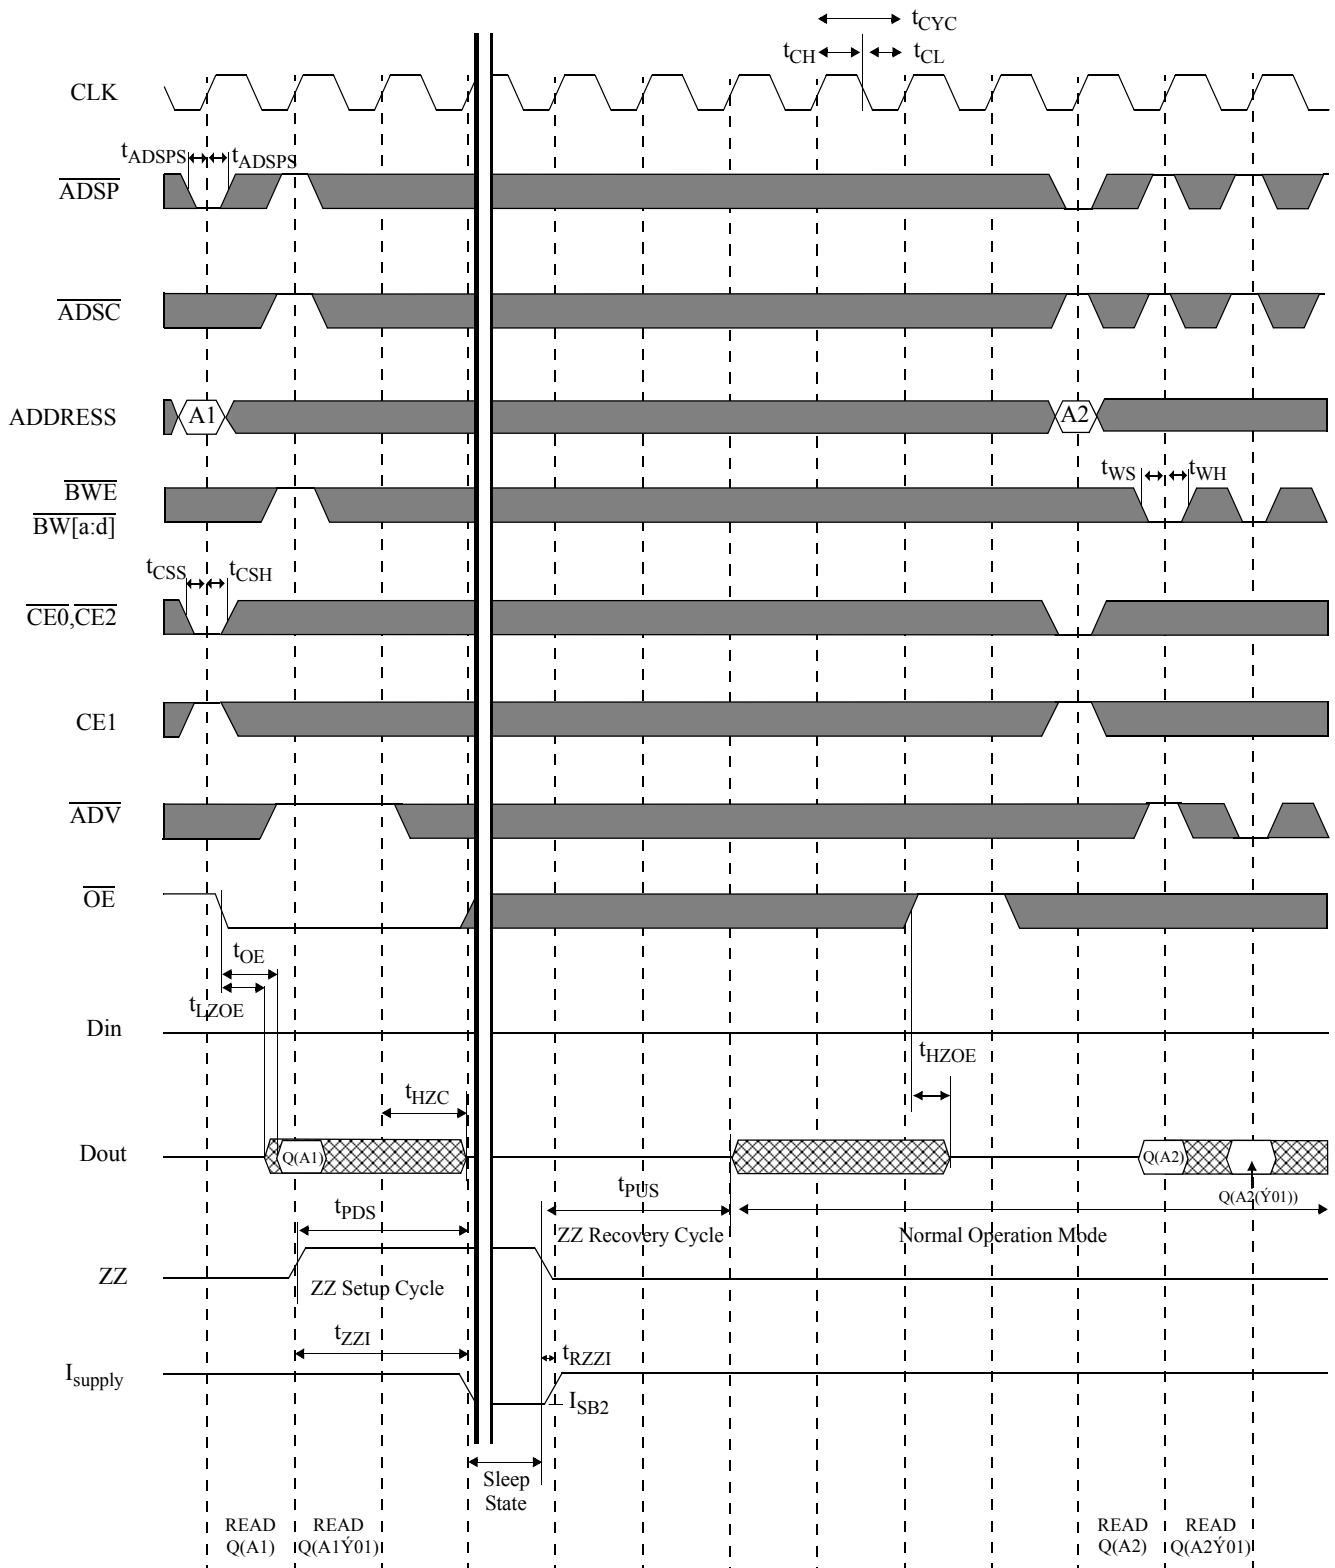 tCYC
tCH tCL
CLK
tADSPS tADSPS
ADSP
ADSC
ADDRESS A1 A2
tWS tWH
BWE
BW[a:d]
tCSS tCSH
CE0,CE2
CE1
ADV
OE
tOE
tLZOE
Din
tHZOE
tHZC
Dout Q(A1) Q(A2)
tPUS Q(A2(Ý01))
tPDS
ZZ Recovery Cycle Normal Operation Mode
ZZ
ZZ Setup Cycle
tZZI
tRZZI
Isupply
ISB2
Sleep
State
READ READ READ READ
Q(A1) Q(A1Ý01) Q(A2) Q(A2Ý01)